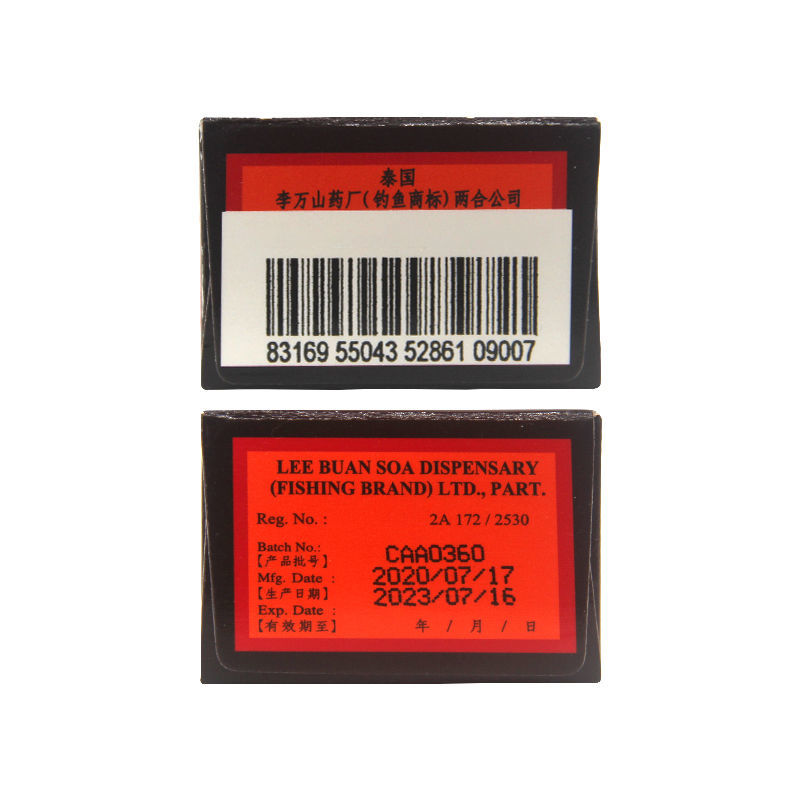 泰国
李万山药厂(钓鱼商标)两合公司
83169 55043 52861 09007
LEE BUAN SOA DISPENSARY
(FISHING BRAND) LTD., PART.
Reg. No. : 2A 172 / 2530
Batch No.: CAA0360
【产品批号】
Mfg. Date : 2020/07/17
【生产日期】 2023/07/16
Exp. Date :
【有效期至】 年 / 月 / 日